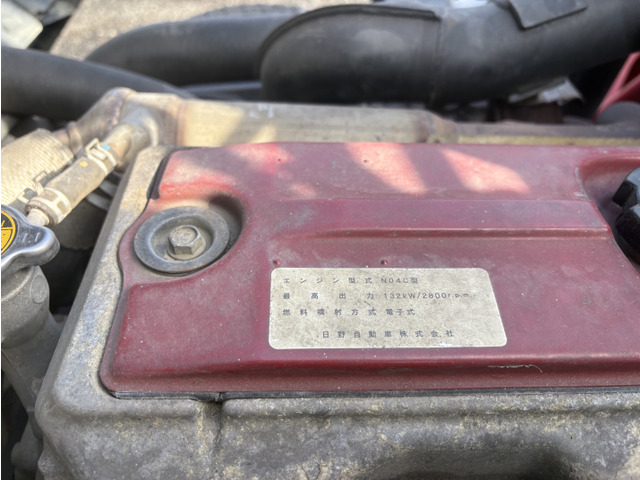 エンジン型式 N04C型
最高出力 132kW/2800r.p.m
燃料噴射方式 電子式
日野自動車株式会社